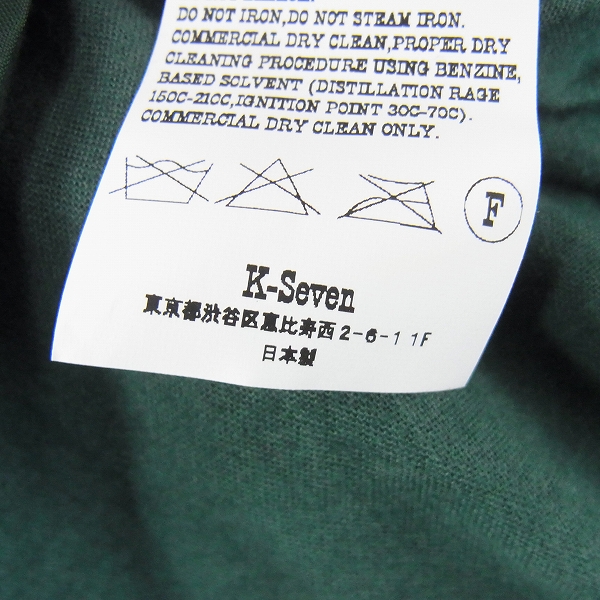 DO NOT IRON,DO NOT STEAM IRON.
COMMERCIAL DRY CLEAN,PROPER DRY
CLEANING PROCEDURE USING BENZINE,
BASED SOLVENT (DISTILLATION RAGE
150C-210C,IGNITION POINT 30C-70C).
COMMERCIAL DRY CLEAN ONLY.
F
K-Seven
東京都渋谷区恵比寿西2-6-1 1F
日本製